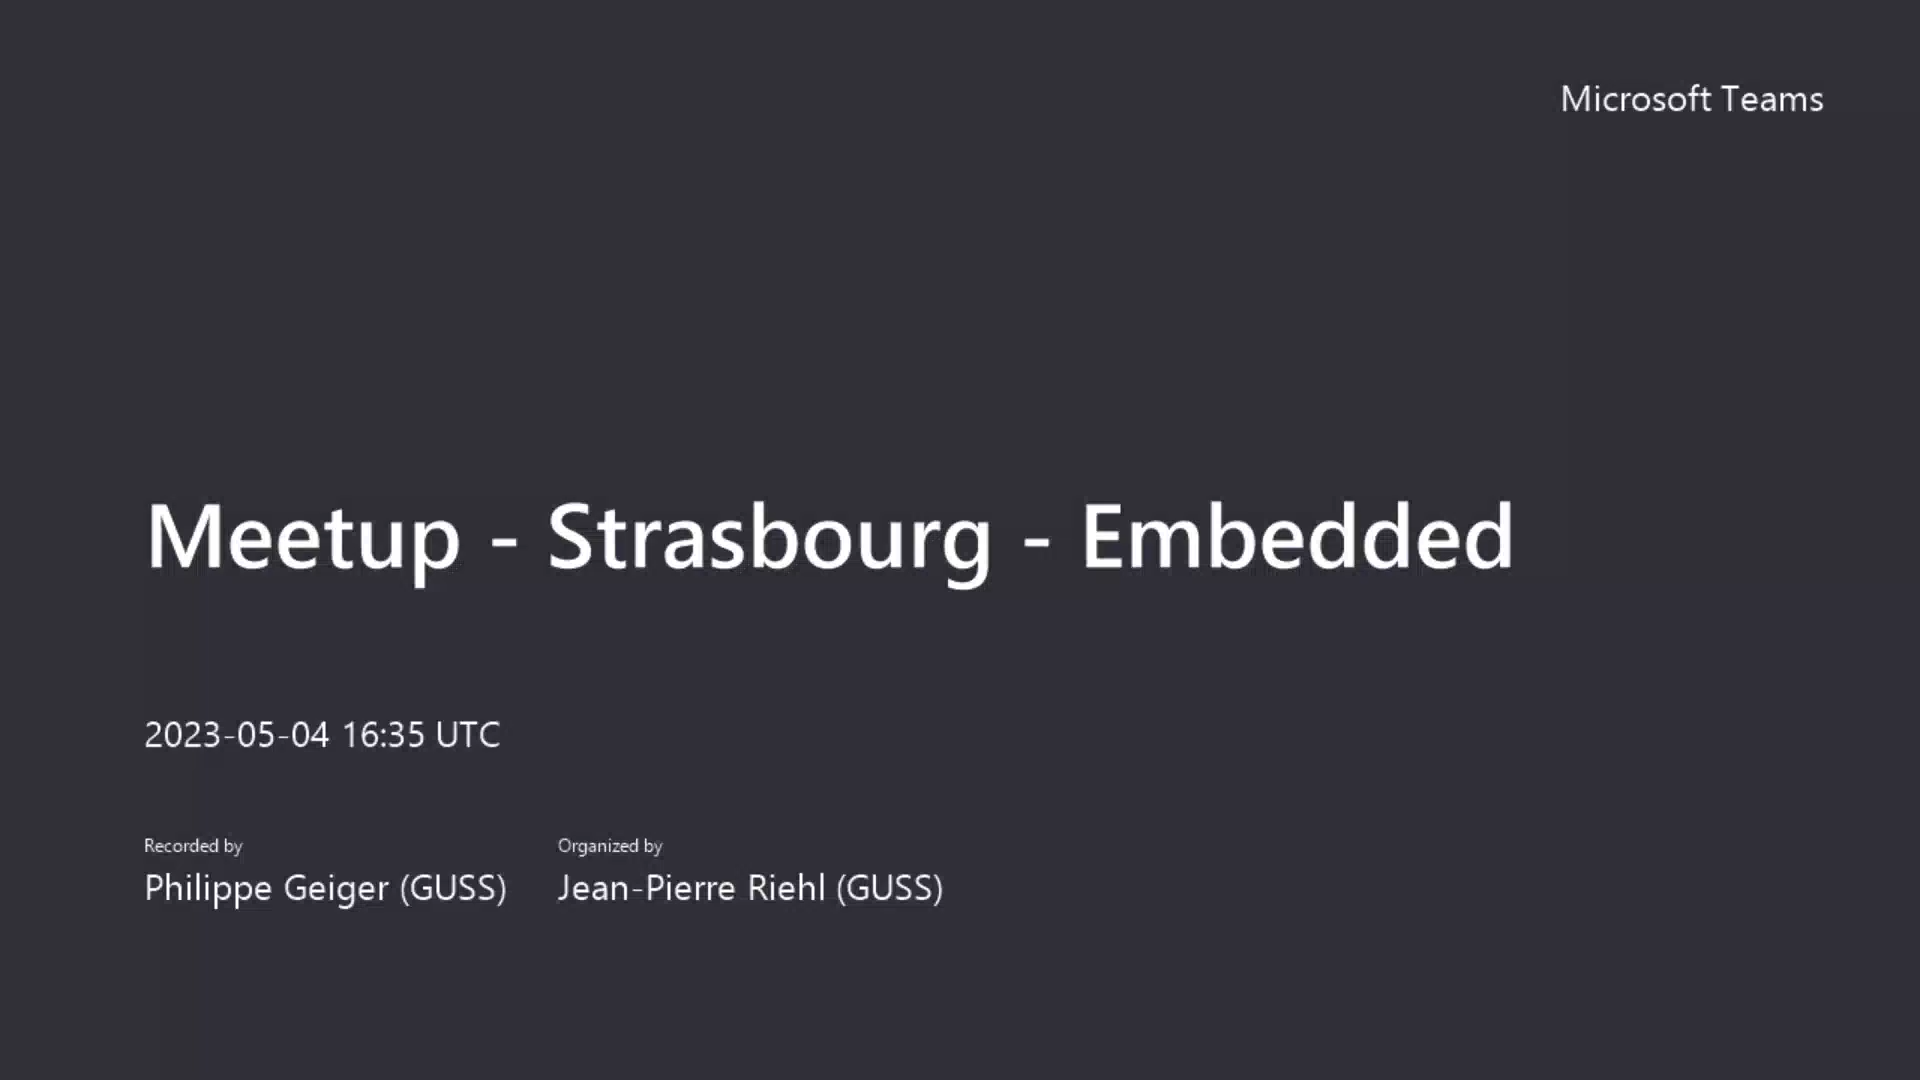 Microsoft Teams
Meetup - Strasbourg - Embedded
2023-05-04 16:35 UTC
Recorded by
Philippe Geiger (GUSS)
Organized by
Jean-Pierre Riehl (GUSS)